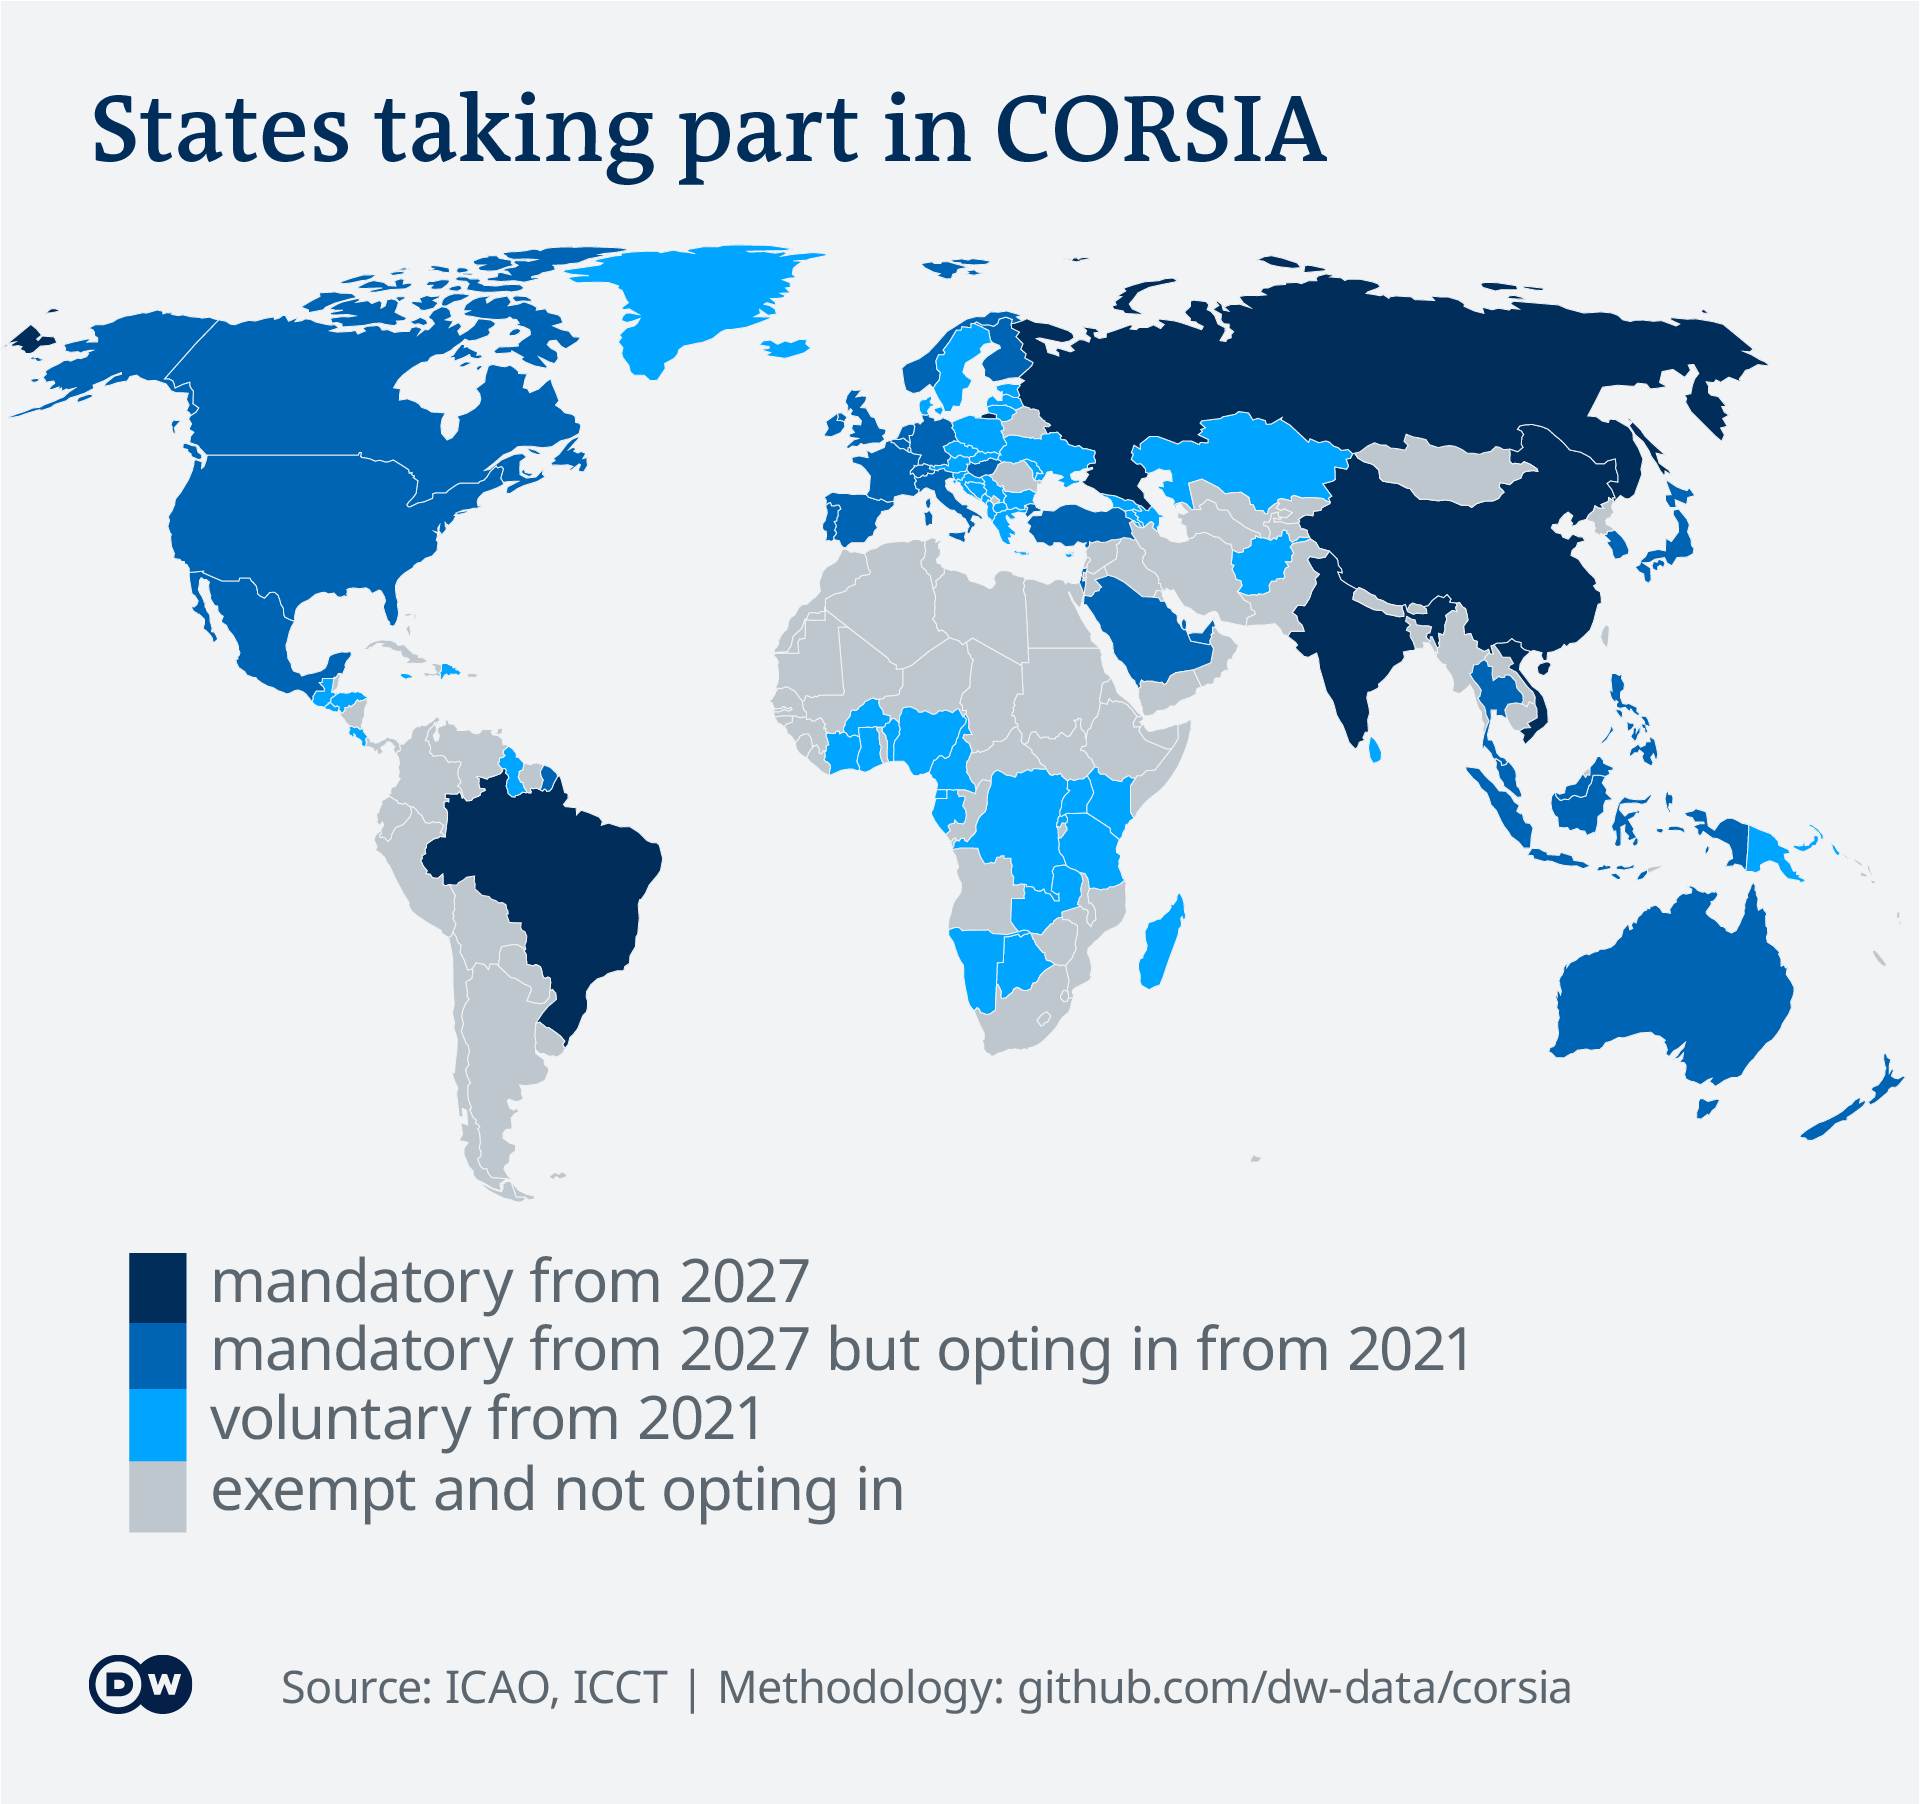 States taking part in CORSIA
mandatory from 2027
mandatory from 2027 but opting in from 2021
voluntary from 2021
exempt and not opting in
DW
Source: ICAO, ICCT | Methodology: github.com/dw-data/corsia